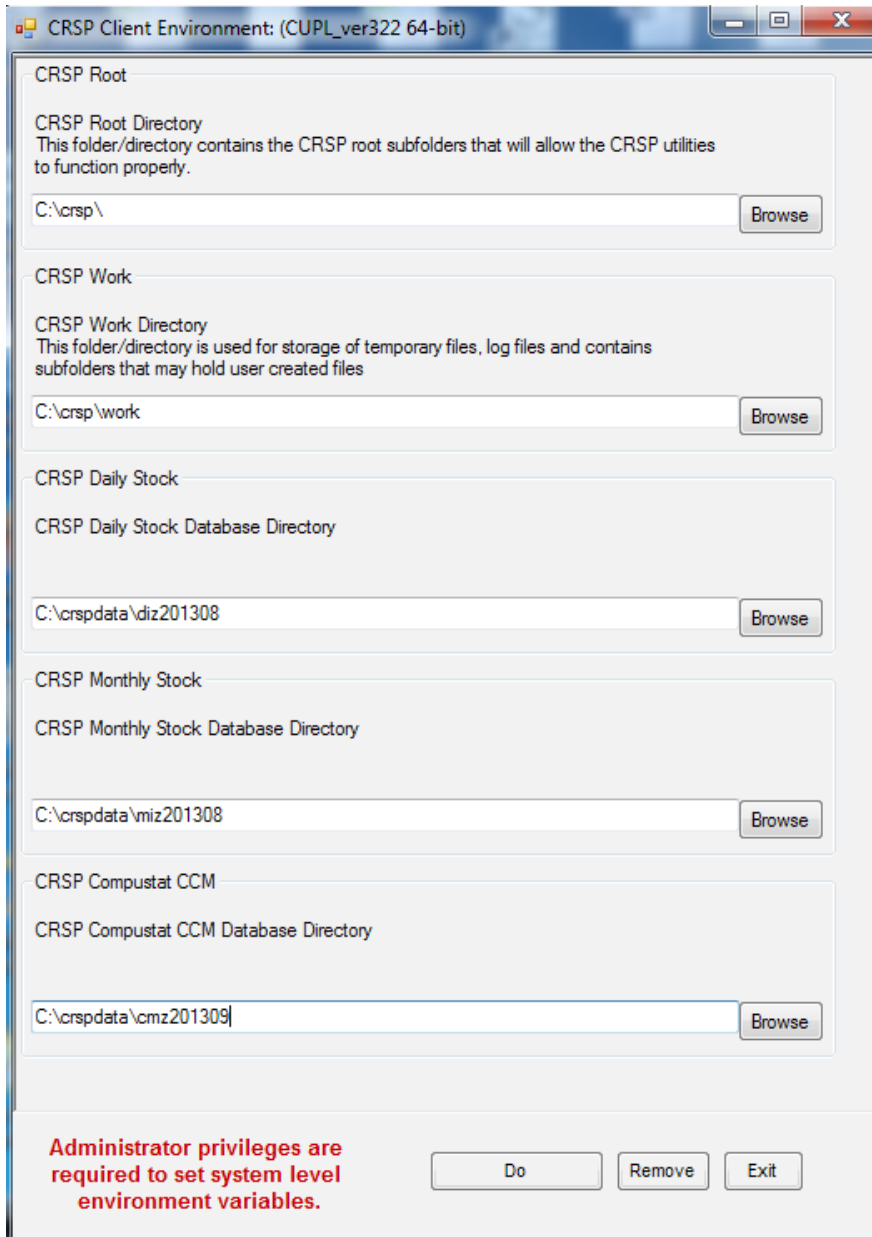 CRSP Client Environment: (CUPL_ver322 64-bit)
CRSP Root
CRSP Root Directory
This folder/directory contains the CRSP root subfolders that will allow the CRSP utilities
to function properly.
C:\crsp\
Browse
CRSP Work
CRSP Work Directory
This folder/directory is used for storage of temporary files, log files and contains
subfolders that may hold user created files
C:\crsp\work
Browse
CRSP Daily Stock
CRSP Daily Stock Database Directory
C:\crspdata\diz201308
Browse
CRSP Monthly Stock
CRSP Monthly Stock Database Directory
C:\crspdata\miz201308
Browse
CRSP Compustat CCM
CRSP Compustat CCM Database Directory
C:\crspdata\cmz201309
Browse
Administrator privileges are
required to set system level
environment variables.
Do
Remove
Exit